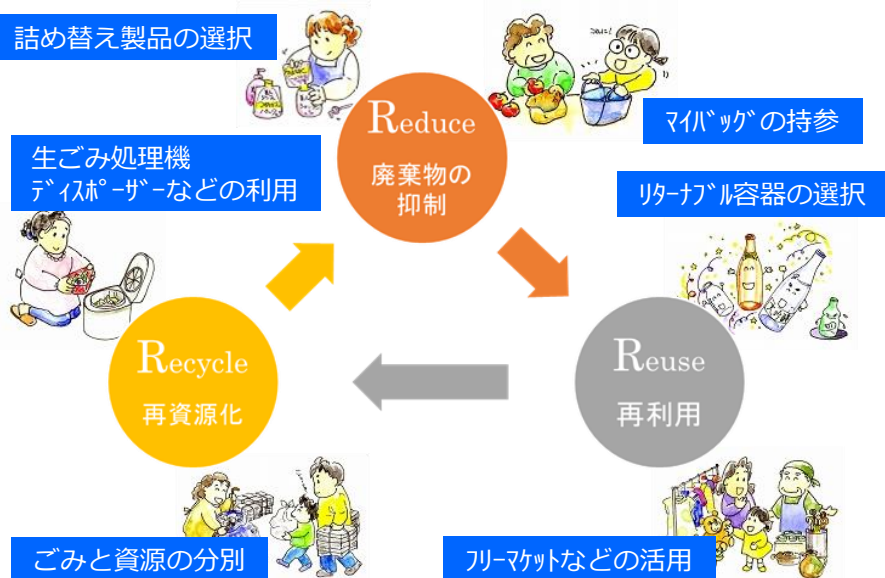 詰め替え製品の選択
Reduce
廃棄物の
抑制
ﾏｲﾊﾞｯｸﾞの持参
生ごみ処理機
ﾃﾞｨｽﾎﾟｰｻﾞｰなどの利用
ﾘﾀｰﾅﾌﾞﾙ容器の選択
Recycle
再資源化
Reuse
再利用
ごみと資源の分別
ﾌﾘｰﾏｹｯﾄなどの活用